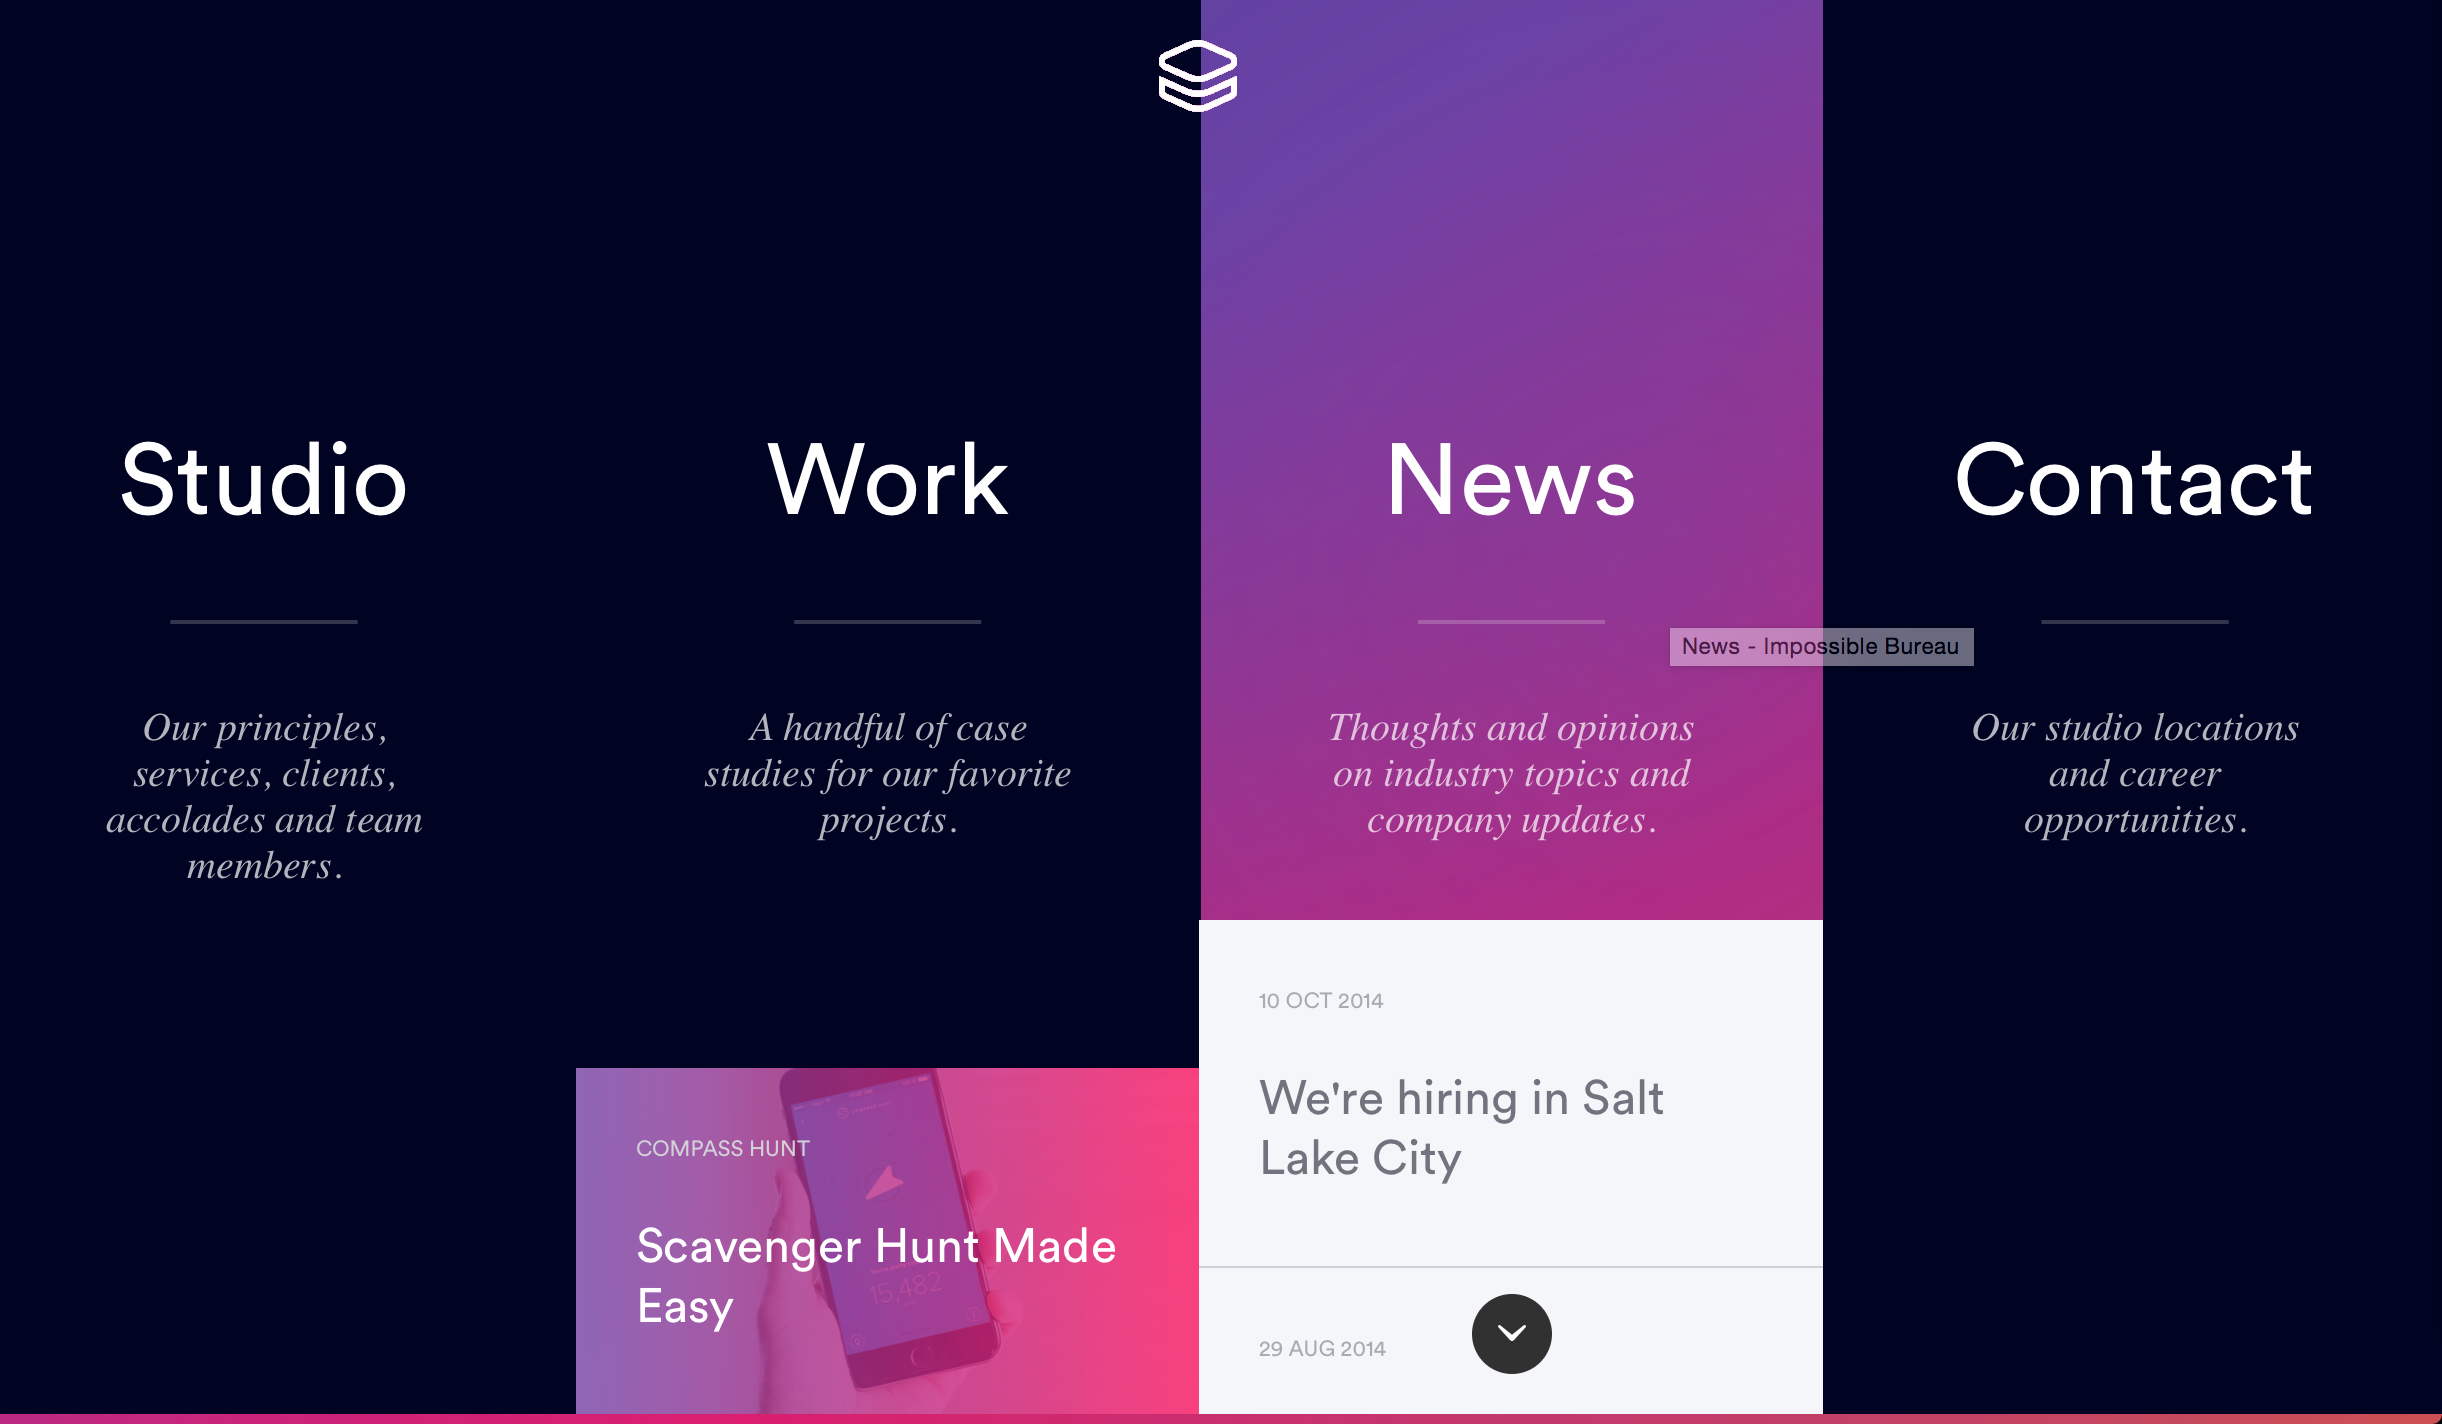 Studio
Our principles,
services, clients,
accolades and team
members.
Work
A handful of case
studies for our favorite
projects.
COMPASS HUNT
Scavenger Hunt Made
Easy
15,482
News
News - Impossible Bureau
Thoughts and opinions
on industry topics and
company updates.
10 OCT 2014
We're hiring in Salt
Lake City
29 AUG 2014
Contact
Our studio locations
and career
opportunities.